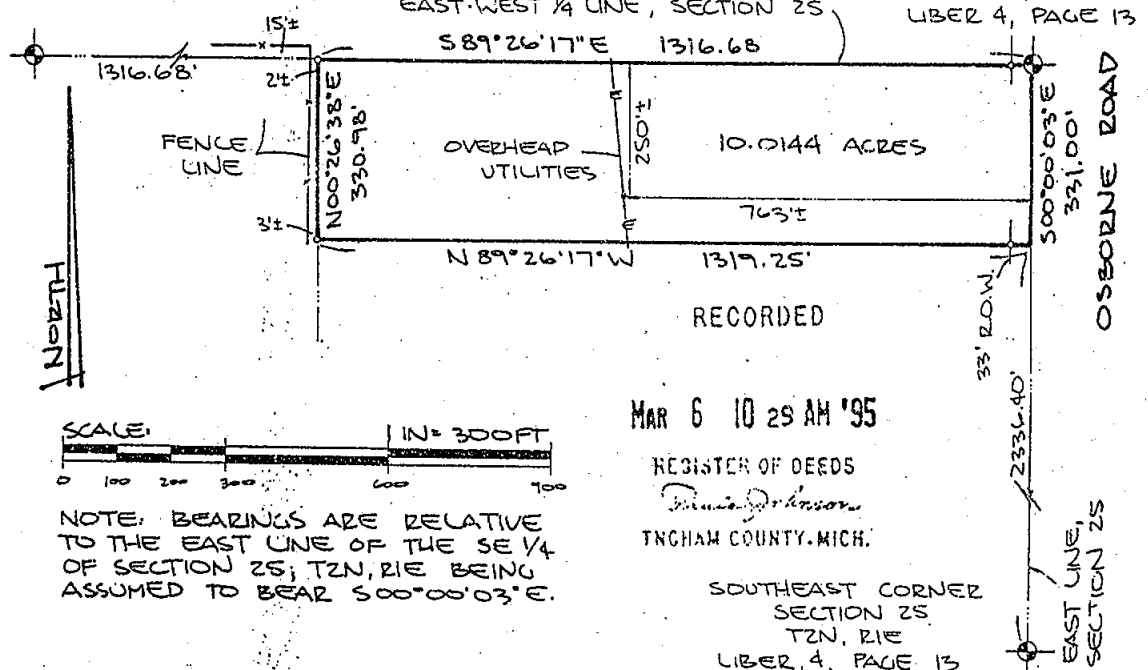 EAST-WEST 1/4 LINE, SECTION 25
LIBER 4, PAGE 13
15'±
S 89°26'17"E 1316.68
1316.68'
2'±
N00°26'38"E
330.98'
FENCE
LINE
OVERHEAD
UTILITIES
250'±
10.0144 ACRES
763'±
3'±
S00°00'03"E
331.00'
OSBORNE ROAD
N 89°26'17"W 1319.25'
33' R.O.W.
NORTH
RECORDED
MAR 6 10 29 AM '95
REGISTER OF DEEDS
INGHAM COUNTY, MICH.
SCALE: 1 IN= 300FT
0 100 200 300 600 900
NOTE: BEARINGS ARE RELATIVE
TO THE EAST LINE OF THE SE 1/4
OF SECTION 25; T2N, R1E BEING
ASSUMED TO BEAR S00°00'03"E.
2336.40'
EAST LINE,
SECTION 25
SOUTHEAST CORNER
SECTION 25
T2N, R1E
LIBER, 4, PAGE 13